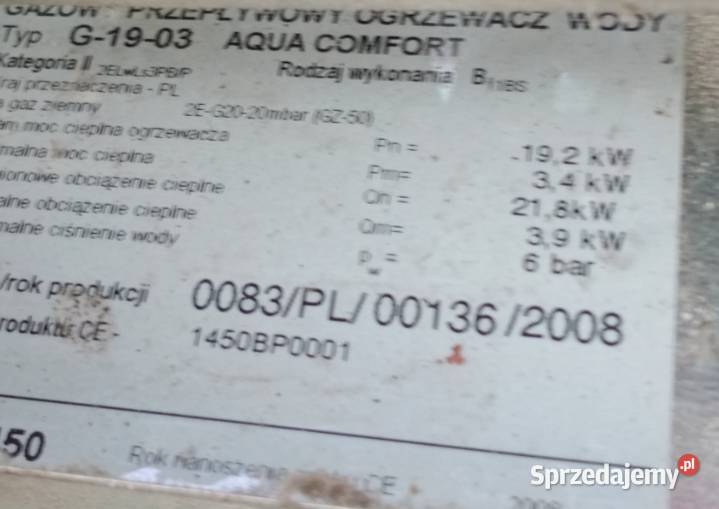 GAZOWY PRZEPŁYWOWY OGRZEWACZ WODY
Typ G-19-03 AQUA COMFORT
Kategoria II 2ELwLs3PB/P Rodzaj wykonania B11BS
raj przeznaczenia - PL
gaz ziemny 2E-G20-20mbar (GZ-50)
am moc cieplna ogrzewacza Pn = 19,2 kW
malna moc cieplna Pm= 3,4 kW
ionowe obciążenie cieplne Qn = 21,8kW
alne obciążenie cieplne Qm= 3,9 kW
malne ciśnienie wody pw = 6 bar
/rok produkcji 0083/PL/00136/2008
roduktu CE - 1450BP0001
50 Rok nanoszenia CE 2008
Sprzedajemy.pl